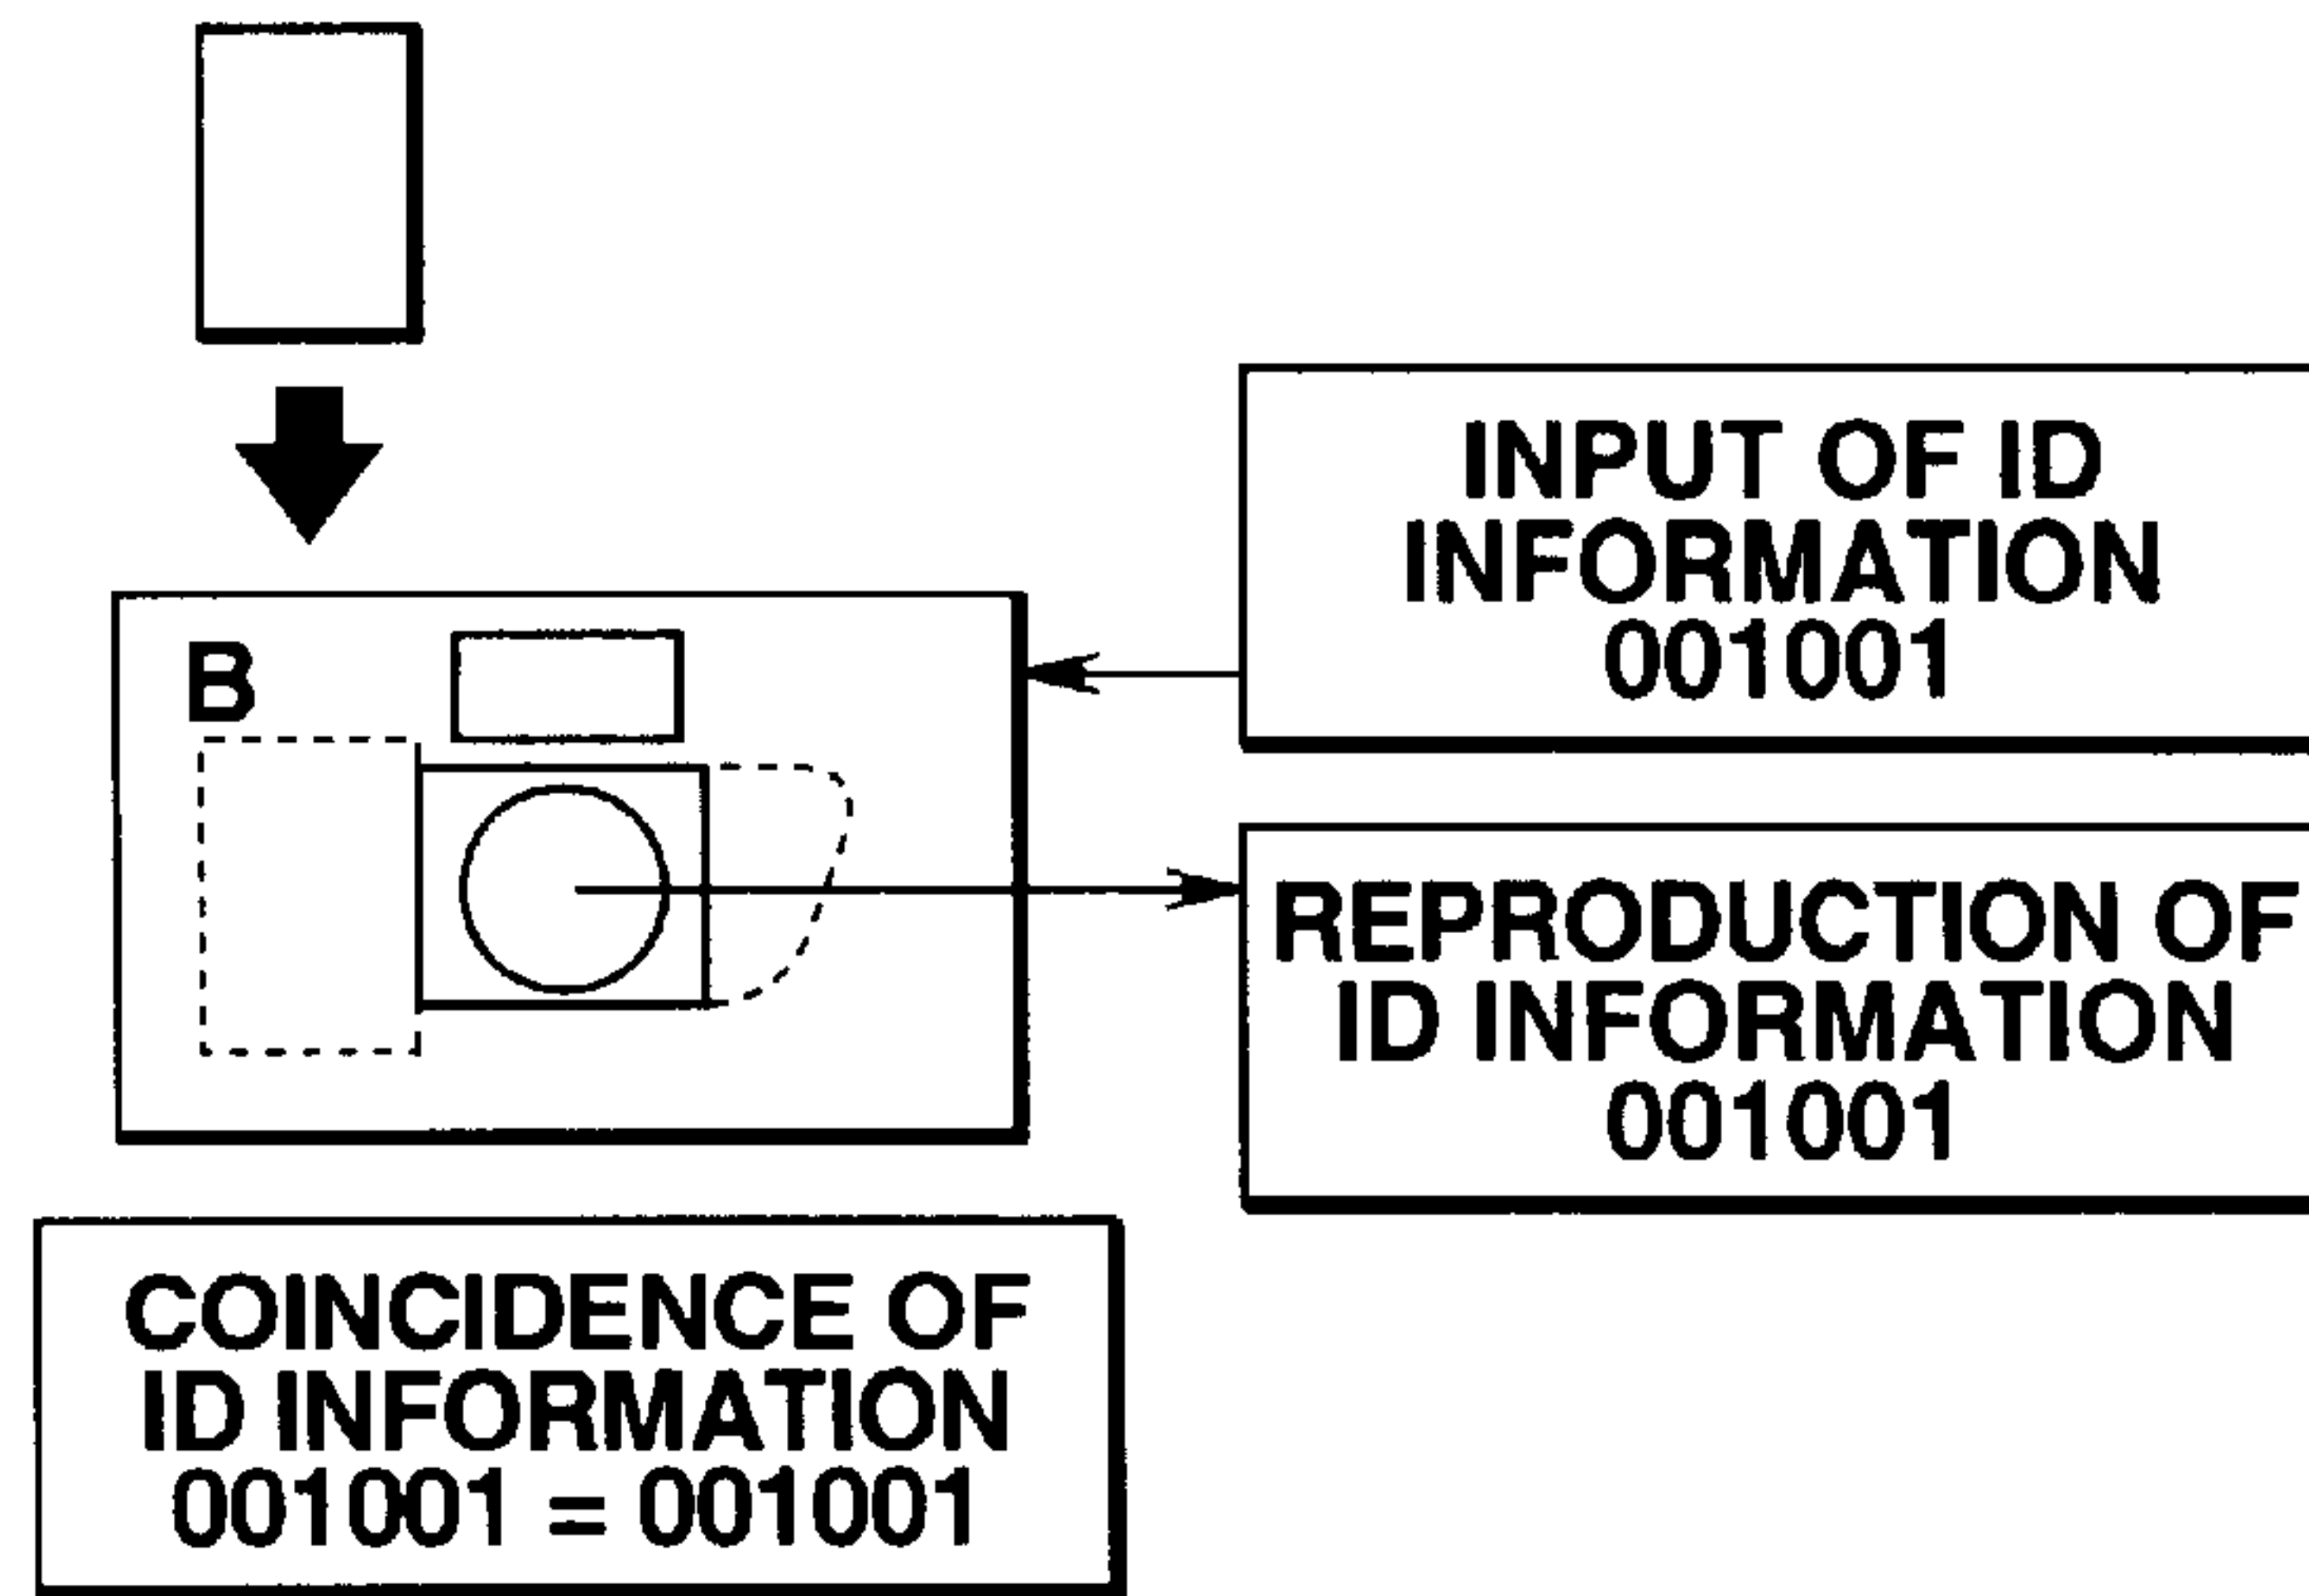 INPUT OF ID
INFORMATION
001001
B
REPRODUCTION OF
ID INFORMATION
001001
COINCIDENCE OF
ID INFORMATION
001001 = 001001